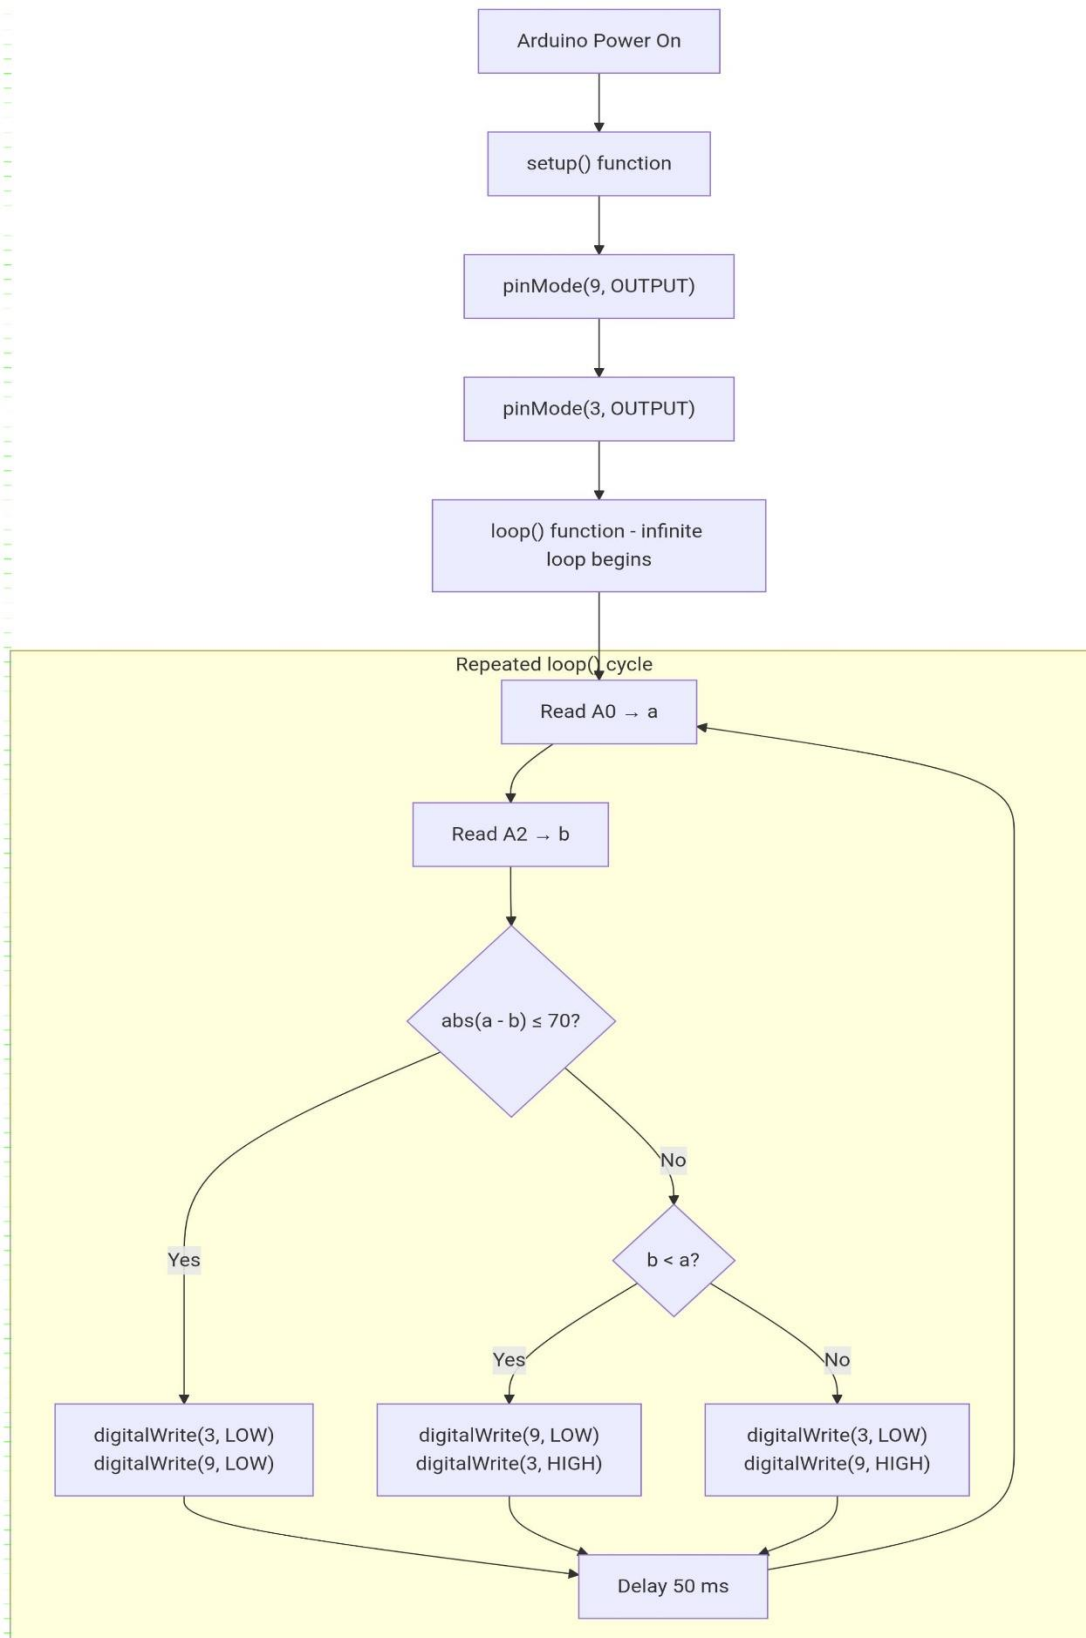 Arduino Power On
setup() function
pinMode(9, OUTPUT)
pinMode(3, OUTPUT)
loop() function - infinite
loop begins
Repeated loop() cycle
Read A0 → a
Read A2 → b
abs(a - b) ≤ 70?
No
Yes
b < a?
Yes
No
digitalWrite(3, LOW)
digitalWrite(9, LOW)
digitalWrite(9, LOW)
digitalWrite(3, HIGH)
digitalWrite(3, LOW)
digitalWrite(9, HIGH)
Delay 50 ms